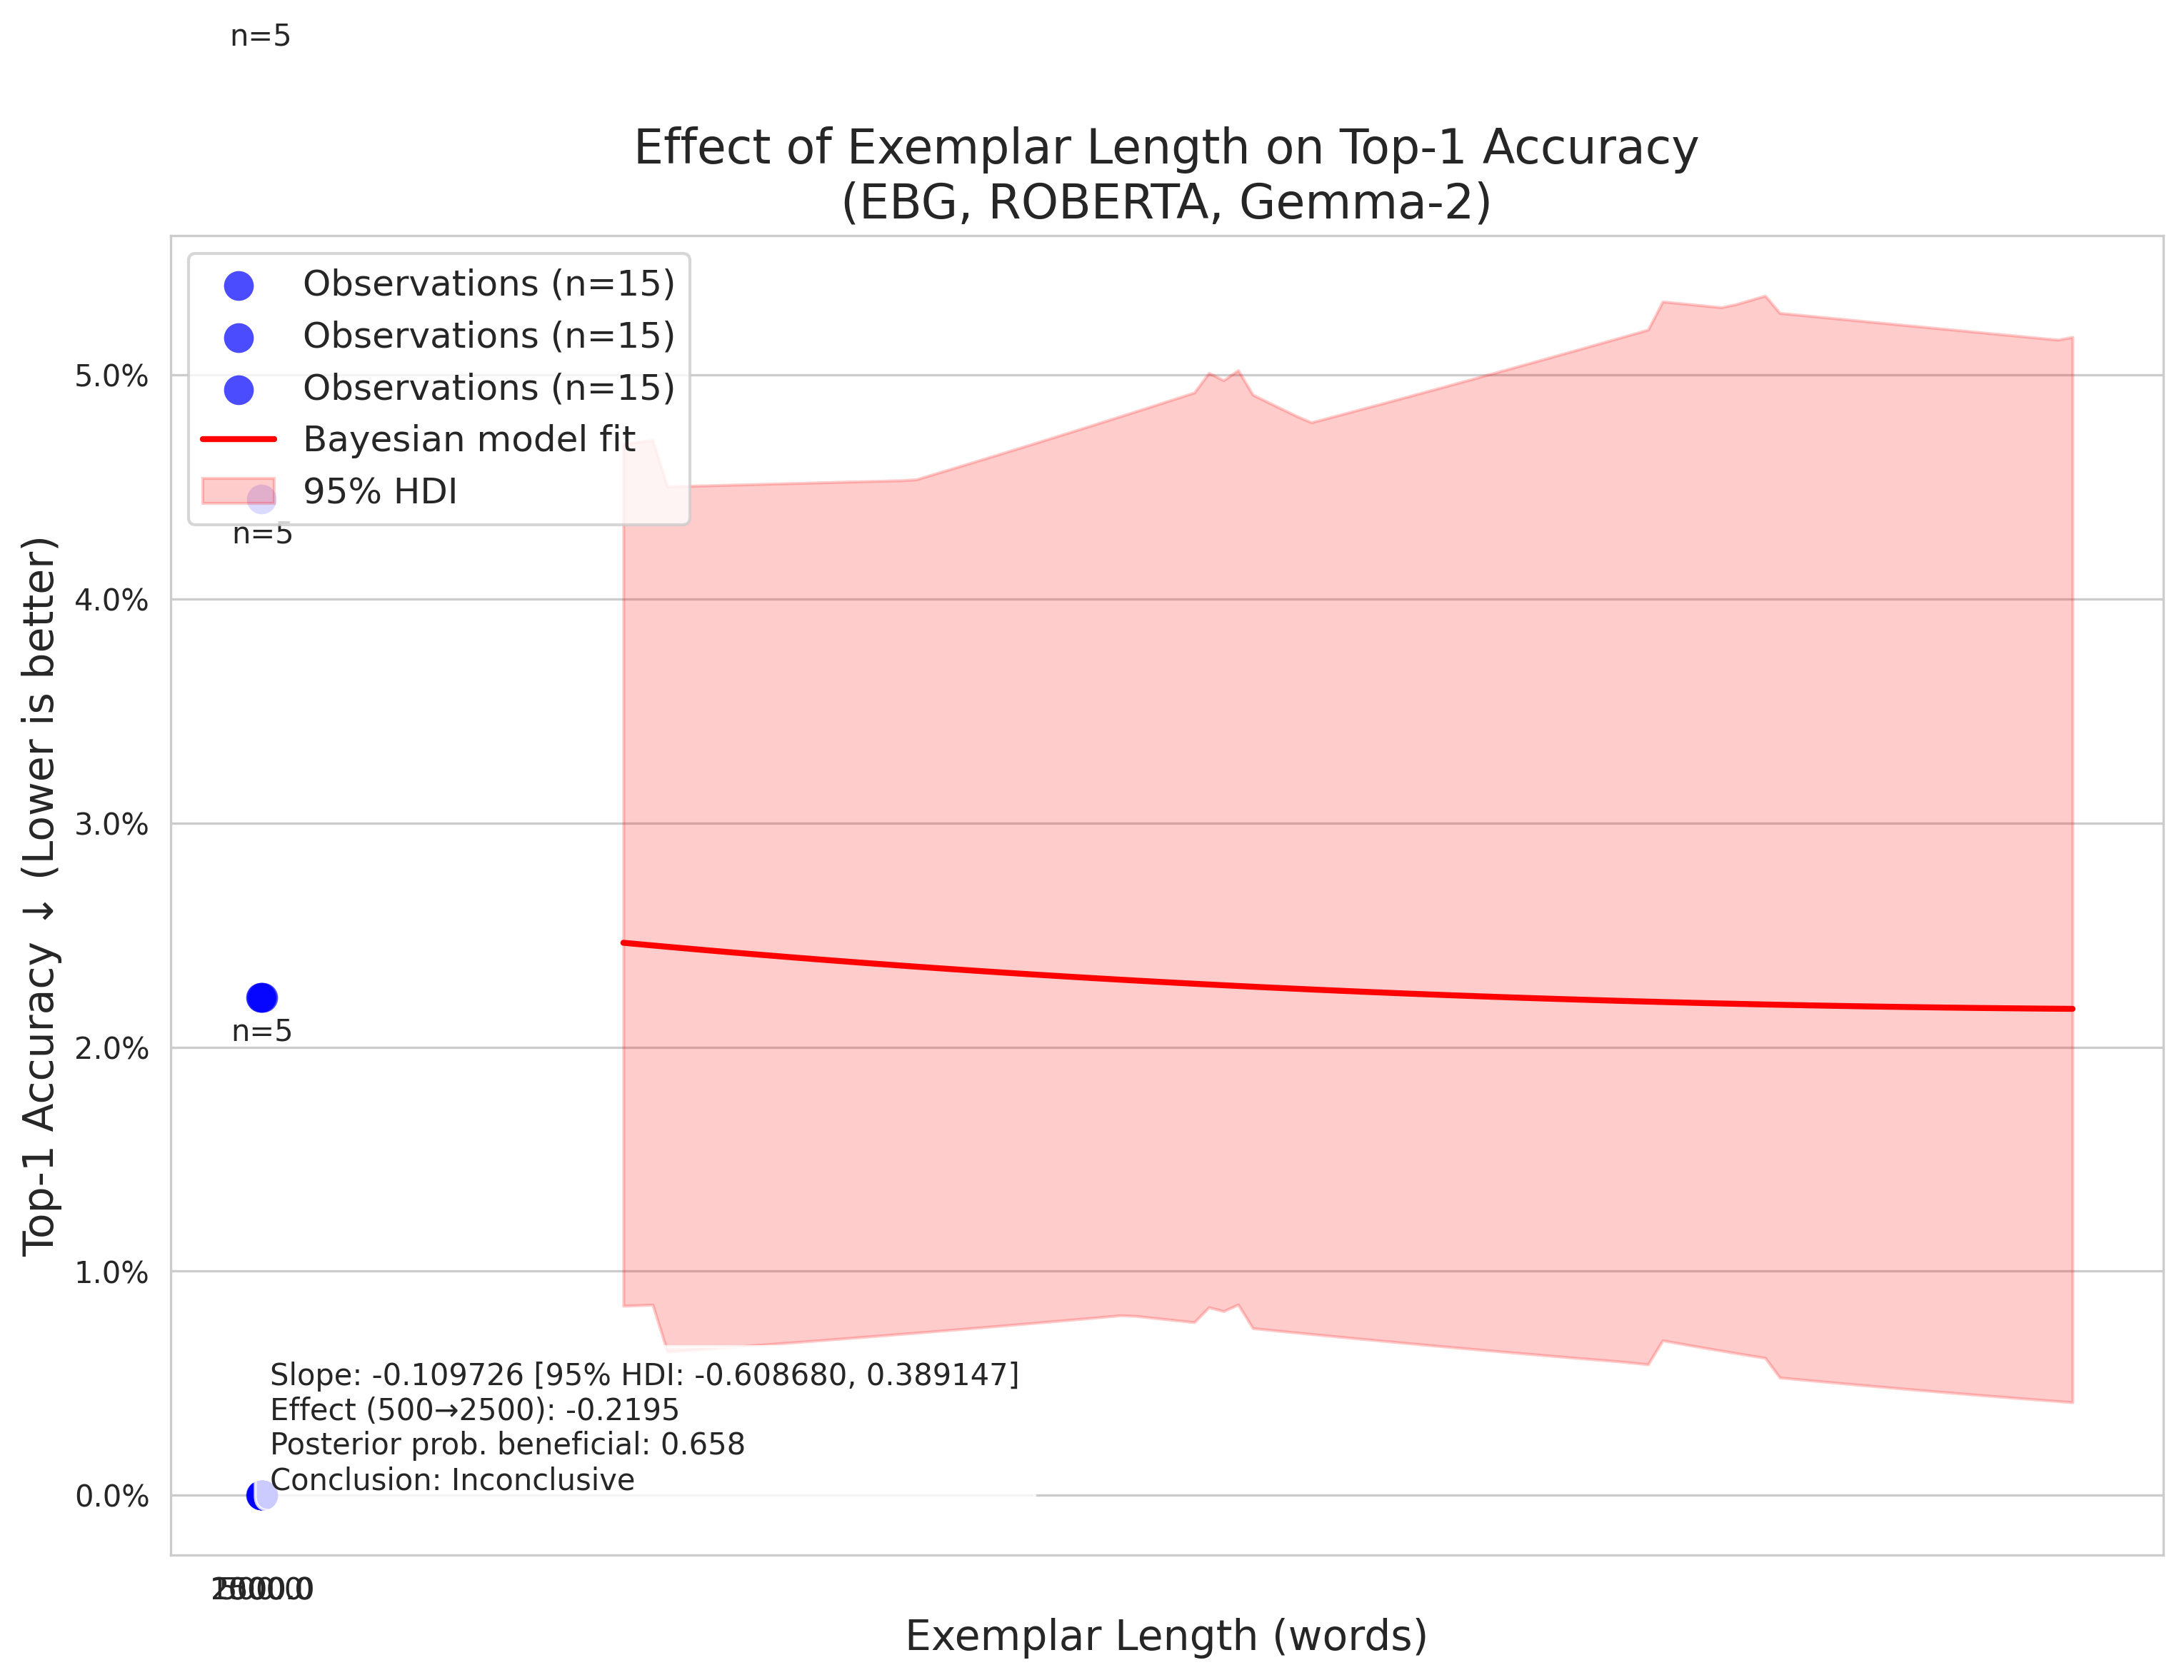 n=5
Effect of Exemplar Length on Top-1 Accuracy
(EBG, ROBERTA, Gemma-2)
Observations (n=15)
Observations (n=15)
Observations (n=15)
Bayesian model fit
95% HDI
n=5
n=5
5.0%
4.0%
3.0%
2.0%
1.0%
0.0%
Top-1 Accuracy ↓ (Lower is better)
Slope: -0.109726 [95% HDI: -0.608680, 0.389147]
Effect (500→2500): -0.2195
Posterior prob. beneficial: 0.658
Conclusion: Inconclusive
Exemplar Length (words)